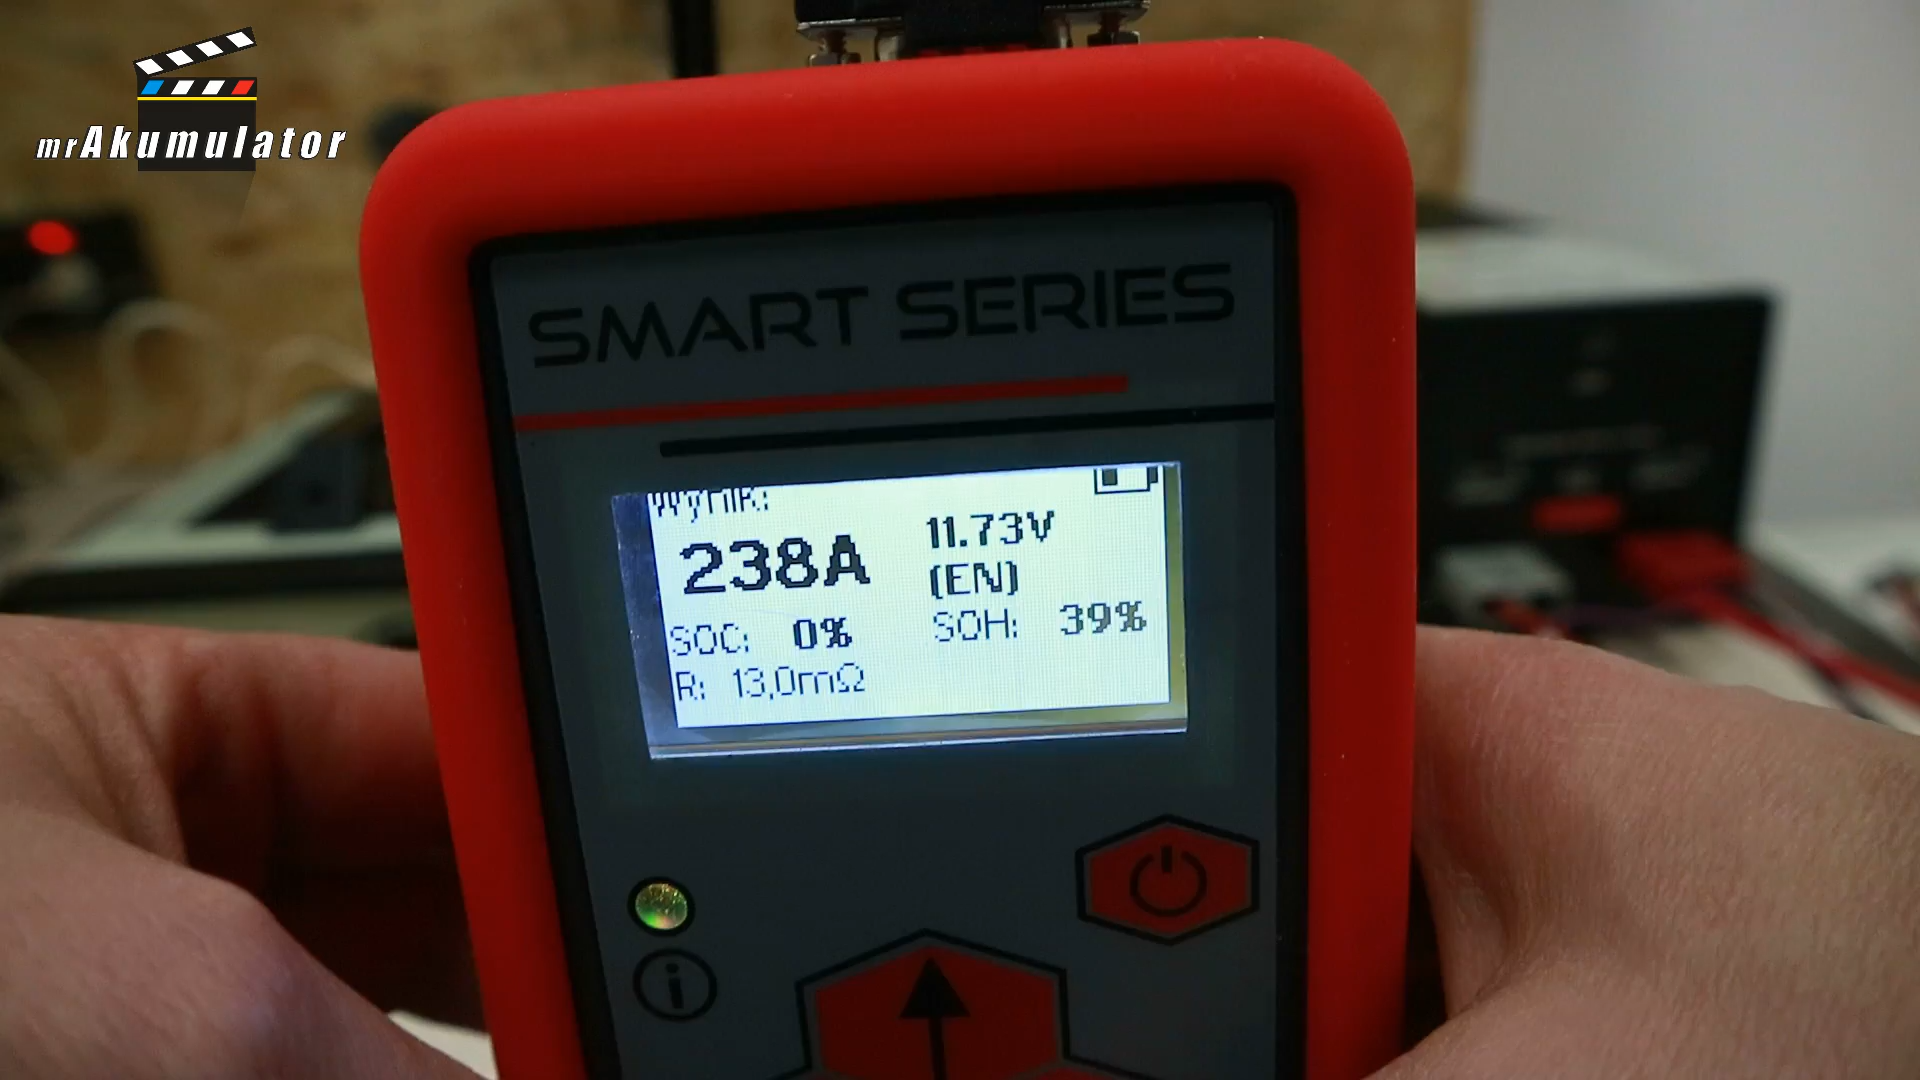 mrAkumulator
SMART SERIES
Wynik:
238A
11.73V
(EN)
SOC: 0%
SOH: 39%
R: 13,0mΩ
i